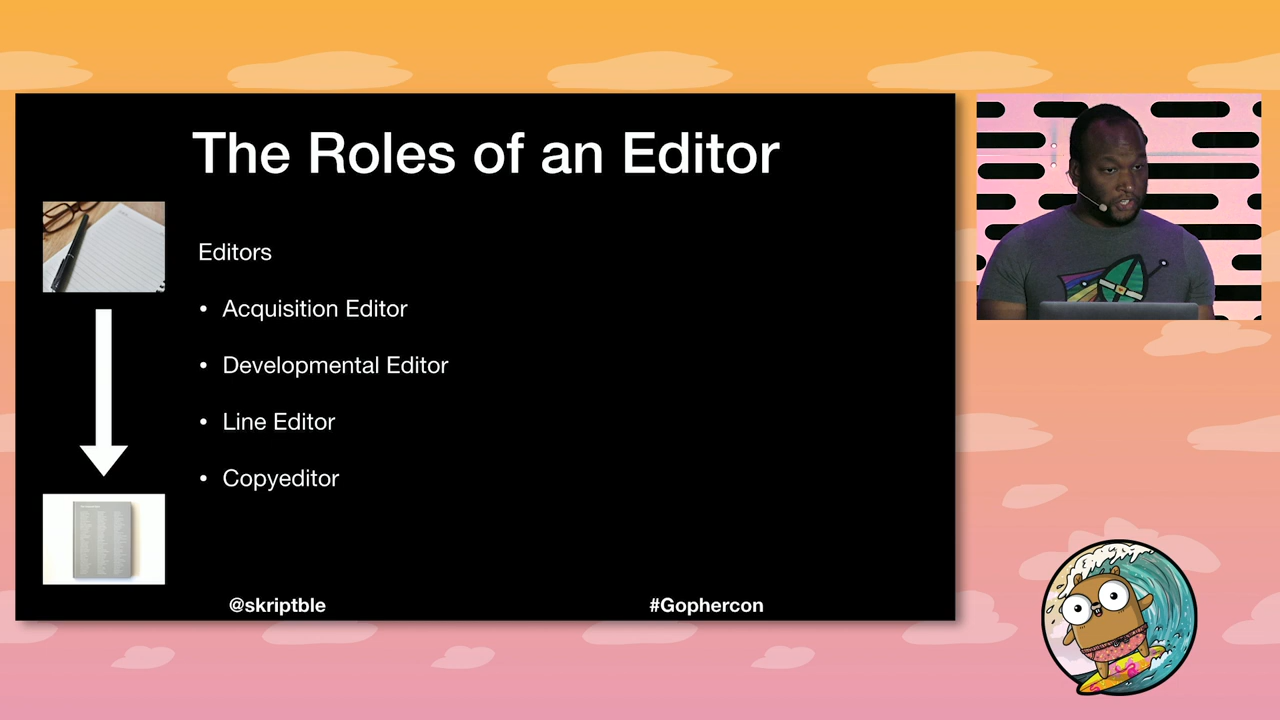 The Roles of an Editor
Editors
• Acquisition Editor
• Developmental Editor
• Line Editor
• Copyeditor
@skriptble
#Gophercon